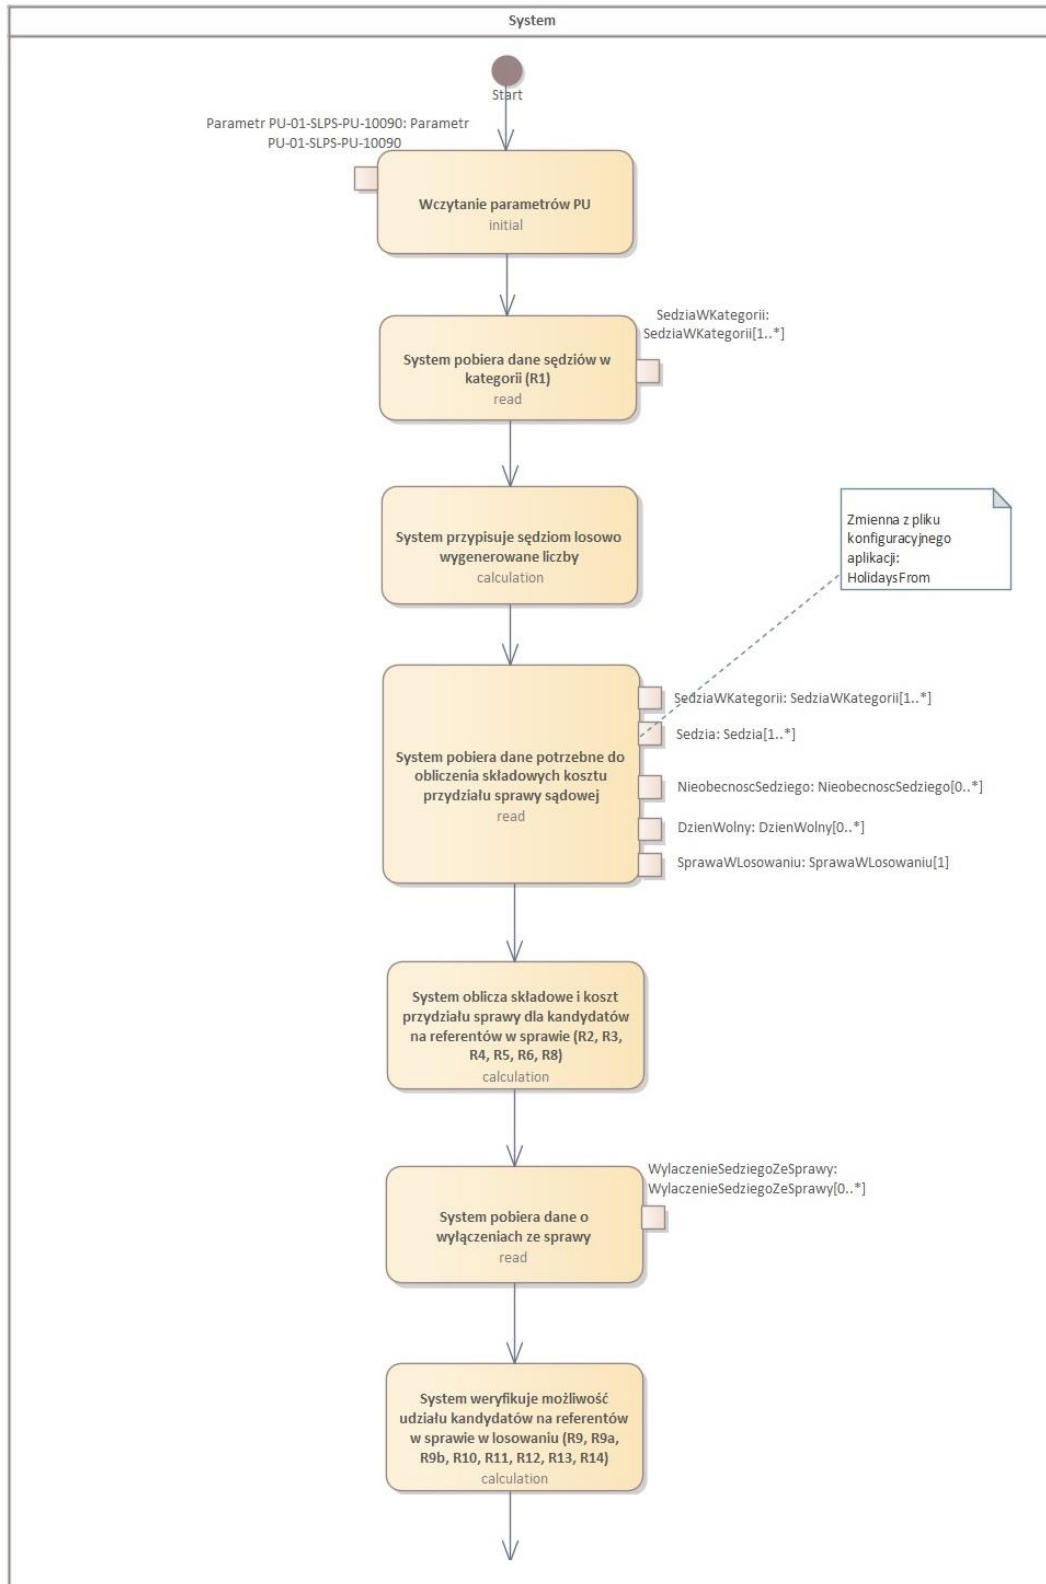 System
Start
Parametr PU-01-SLPS-PU-10090: Parametr
PU-01-SLPS-PU-10090
Wczytanie parametrów PU
initial
SedziaWKategorii:
SedziaWKategorii[1..*]
System pobiera dane sędziów w
kategorii (R1)
read
System przypisuje sędziom losowo
wygenerowane liczby
calculation
Zmienna z pliku
konfiguracyjnego
aplikacji:
HolidaysFrom
System pobiera dane potrzebne do
obliczenia składowych kosztu
przydziału sprawy sądowej
read
SedziaWKategorii: SedziaWKategorii[1..*]
Sedzia: Sedzia[1..*]
NieobecnoscSedziego: NieobecnoscSedziego[0..*]
DzienWolny: DzienWolny[0..*]
SprawaWLosowaniu: SprawaWLosowaniu[1]
System oblicza składowe i koszt
przydziału sprawy dla kandydatów
na referentów w sprawie (R2, R3,
R4, R5, R6, R8)
calculation
WylaczenieSedziegoZeSprawy:
WylaczenieSedziegoZeSprawy[0..*]
System pobiera dane o
wyłączeniach ze sprawy
read
System weryfikuje możliwość
udziału kandydatów na referentów
w sprawie w losowaniu (R9, R9a,
R9b, R10, R11, R12, R13, R14)
calculation